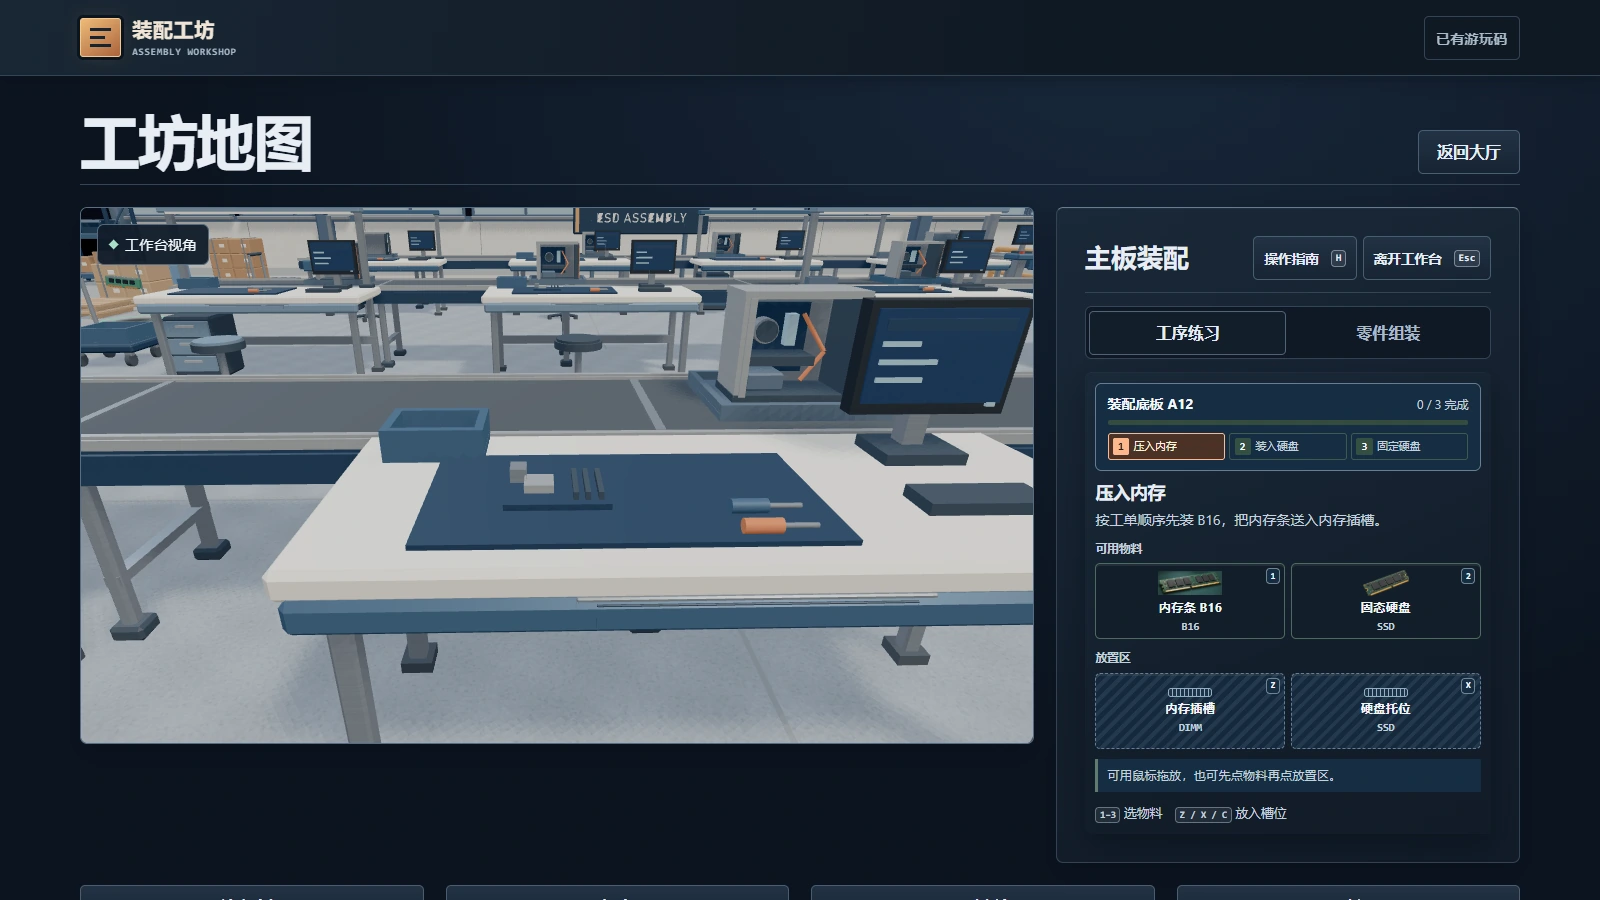 装配工坊
ASSEMBLY WORKSHOP
已有游玩码
工坊地图
返回大厅
ESD ASSEMPLY
工作台视角
主板装配
操作指南 H
离开工作台 Esc
工序练习
零件组装
装配底板 A12
0 / 3 完成
1 压入内存
2 装入硬盘
3 固定硬盘
压入内存
按工单顺序先装 B16，把内存条送入内存插槽。
可用物料
1
内存条 B16
B16
2
固态硬盘
SSD
放置区
Z
内存插槽
DIMM
X
硬盘托位
SSD
可用鼠标拖放，也可先点物料再点放置区。
1-3 选物料 Z / X / C 放入槽位